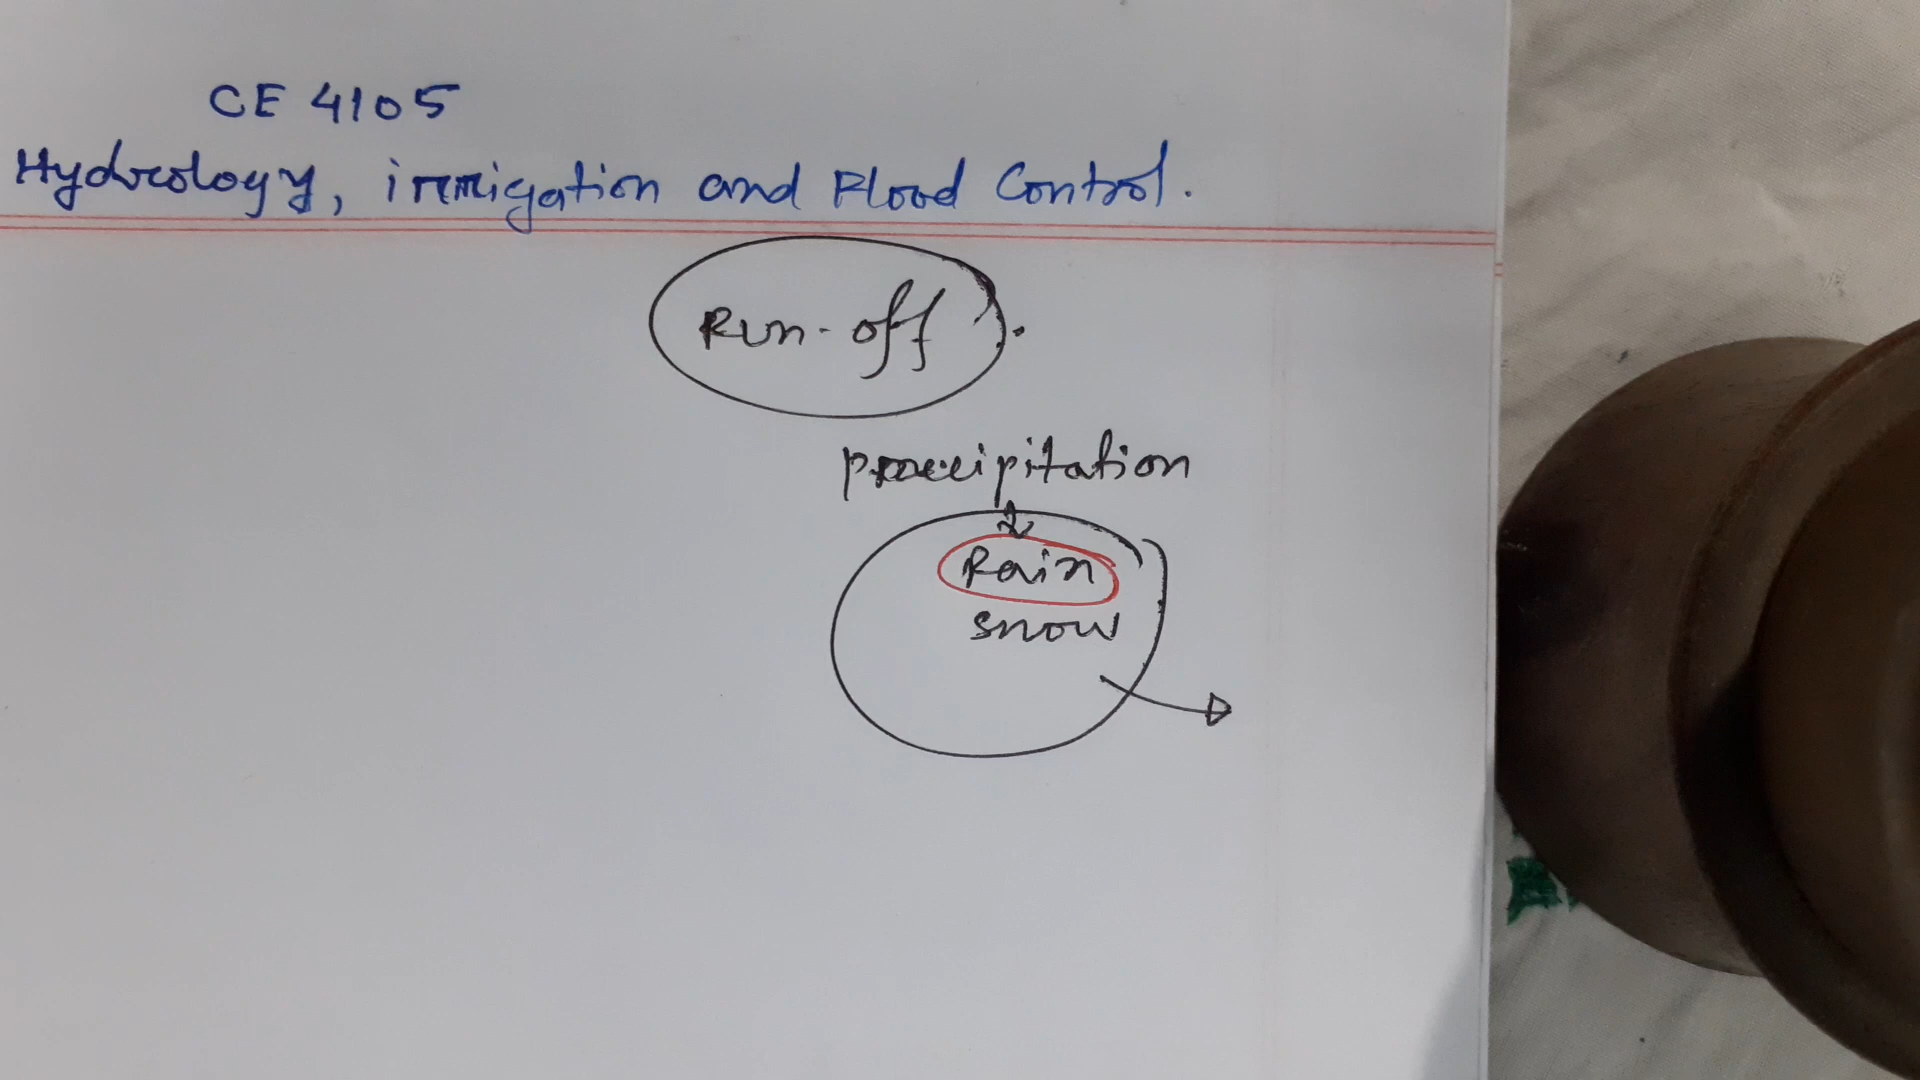 CE 4105
Hydrology, irrigation and Flood Control.
Run-off.
precipitation
Rain
snow